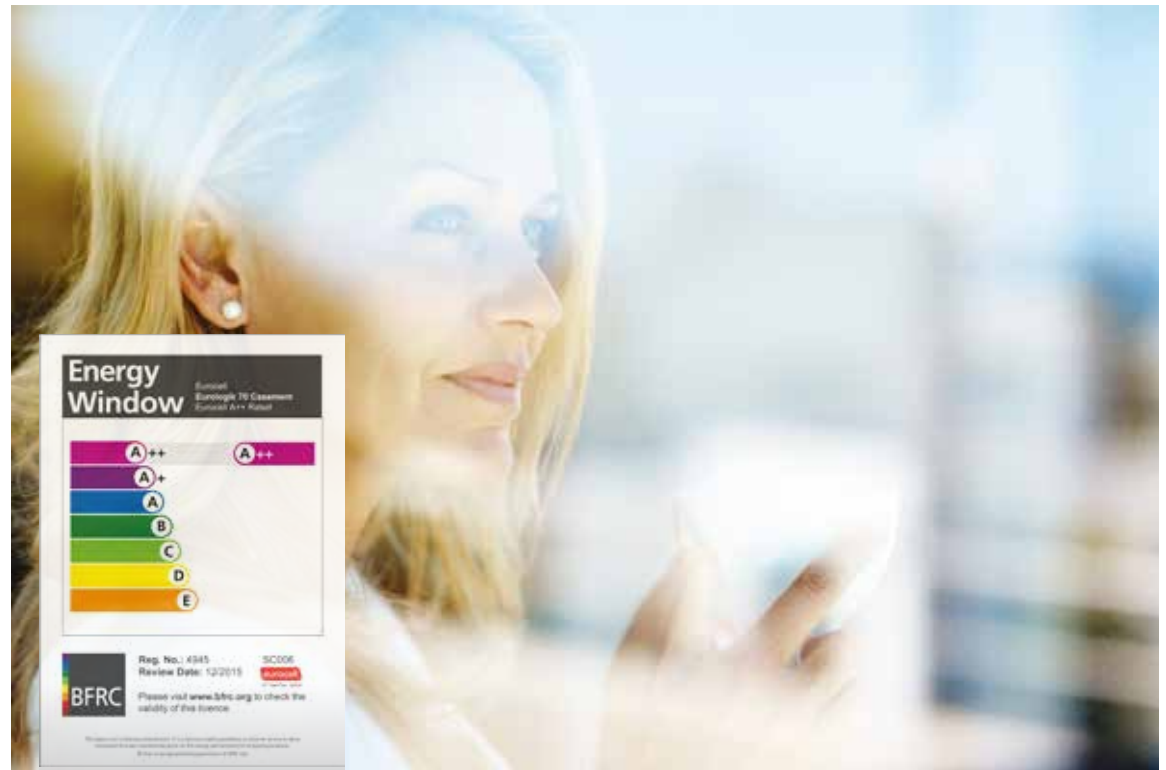 Energy
Window
Eurocell
Eurologik 70 Casement
Eurocell A++ Rated
A++ A++
A+
A
B
C
D
E
BFRC
Reg. No.: 4945 SC006
Review Date: 12/2015 eurocell
Please visit www.bfrc.org to check the
validity of this licence